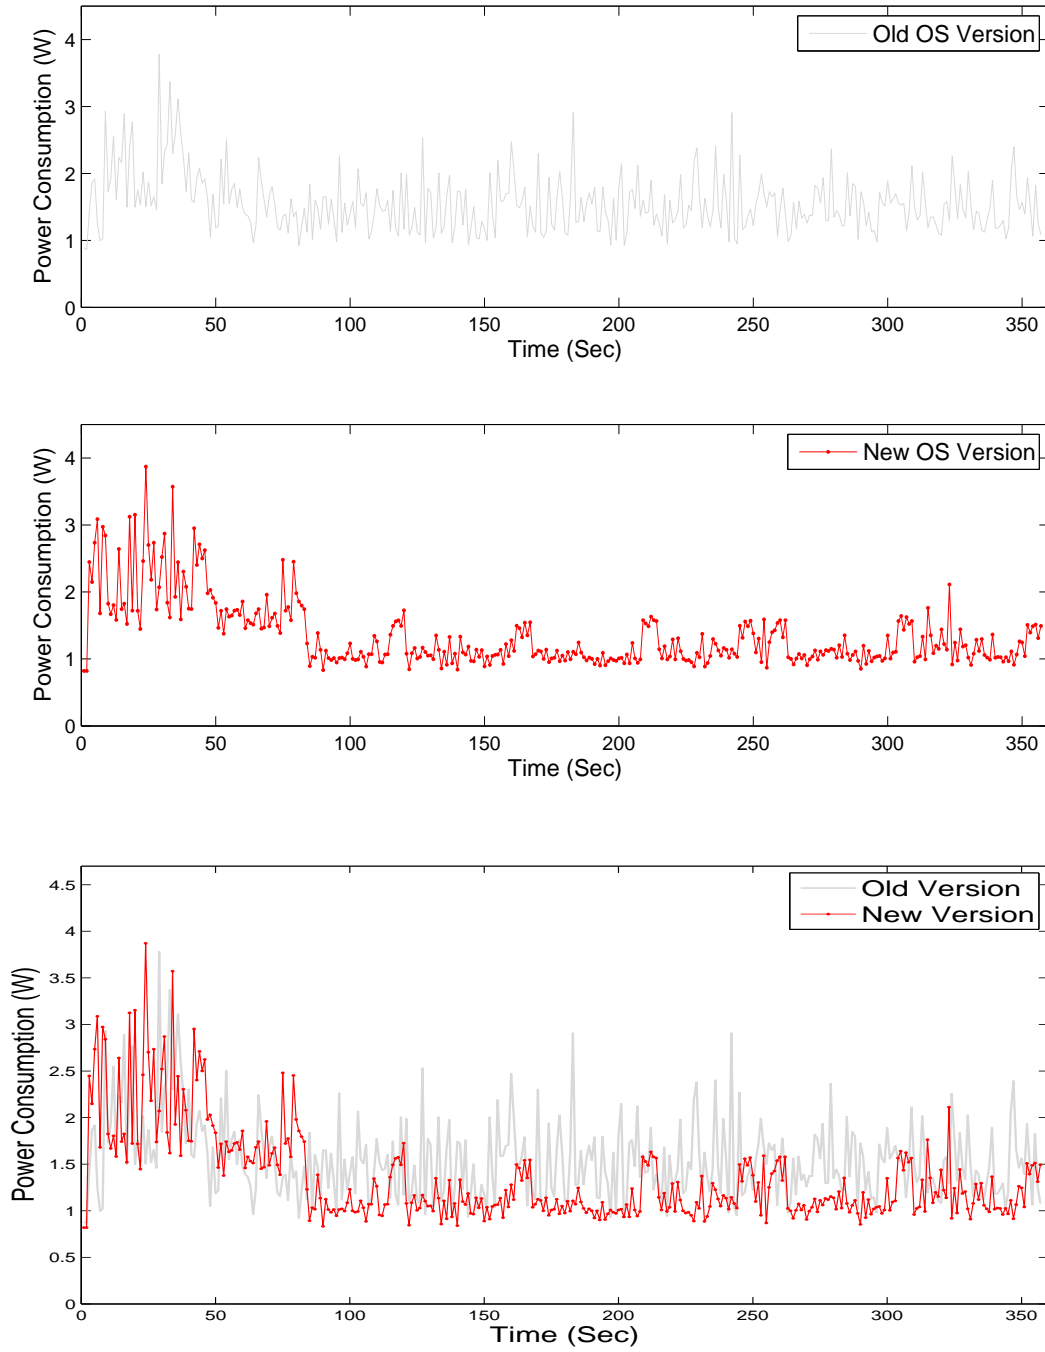 4
3
2
1
0
Power Consumption (W)
Old OS Version
0 50 100 150 200 250 300 350
Time (Sec)
4
3
2
1
0
Power Consumption (W)
New OS Version
0 50 100 150 200 250 300 350
Time (Sec)
4.5
4
3.5
3
2.5
2
1.5
1
0.5
0
Power Consumption (W)
Old Version
New Version
0 50 100 150 200 250 300 350
Time (Sec)